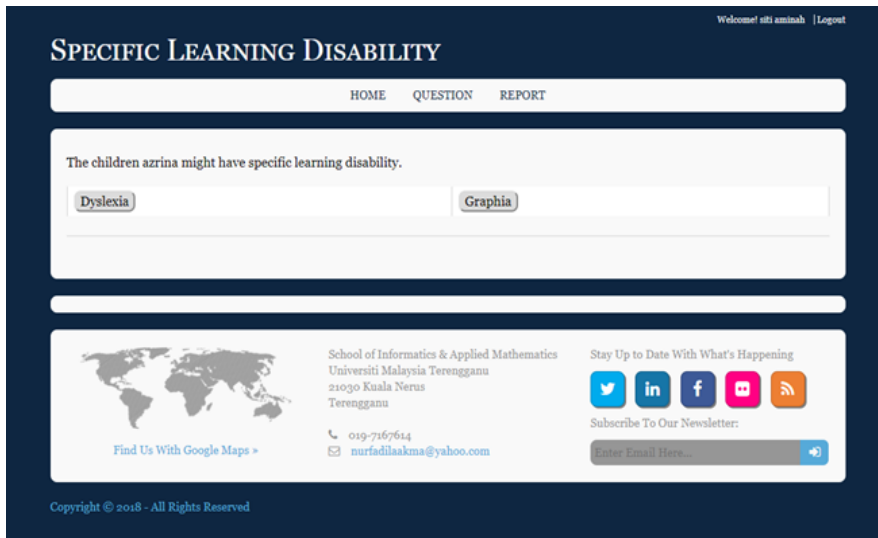 Welcome! siti aminah | Logout
SPECIFIC LEARNING DISABILITY
HOME QUESTION REPORT
The children azrina might have specific learning disability.
Dyslexia Graphia
Find Us With Google Maps »
School of Informatics & Applied Mathematics
Universiti Malaysia Terengganu
21030 Kuala Nerus
Terengganu
019-7167614
nurfadilaakma@yahoo.com
Stay Up to Date With What's Happening
in f
Subscribe To Our Newsletter:
Enter Email Here...
Copyright © 2018 - All Rights Reserved